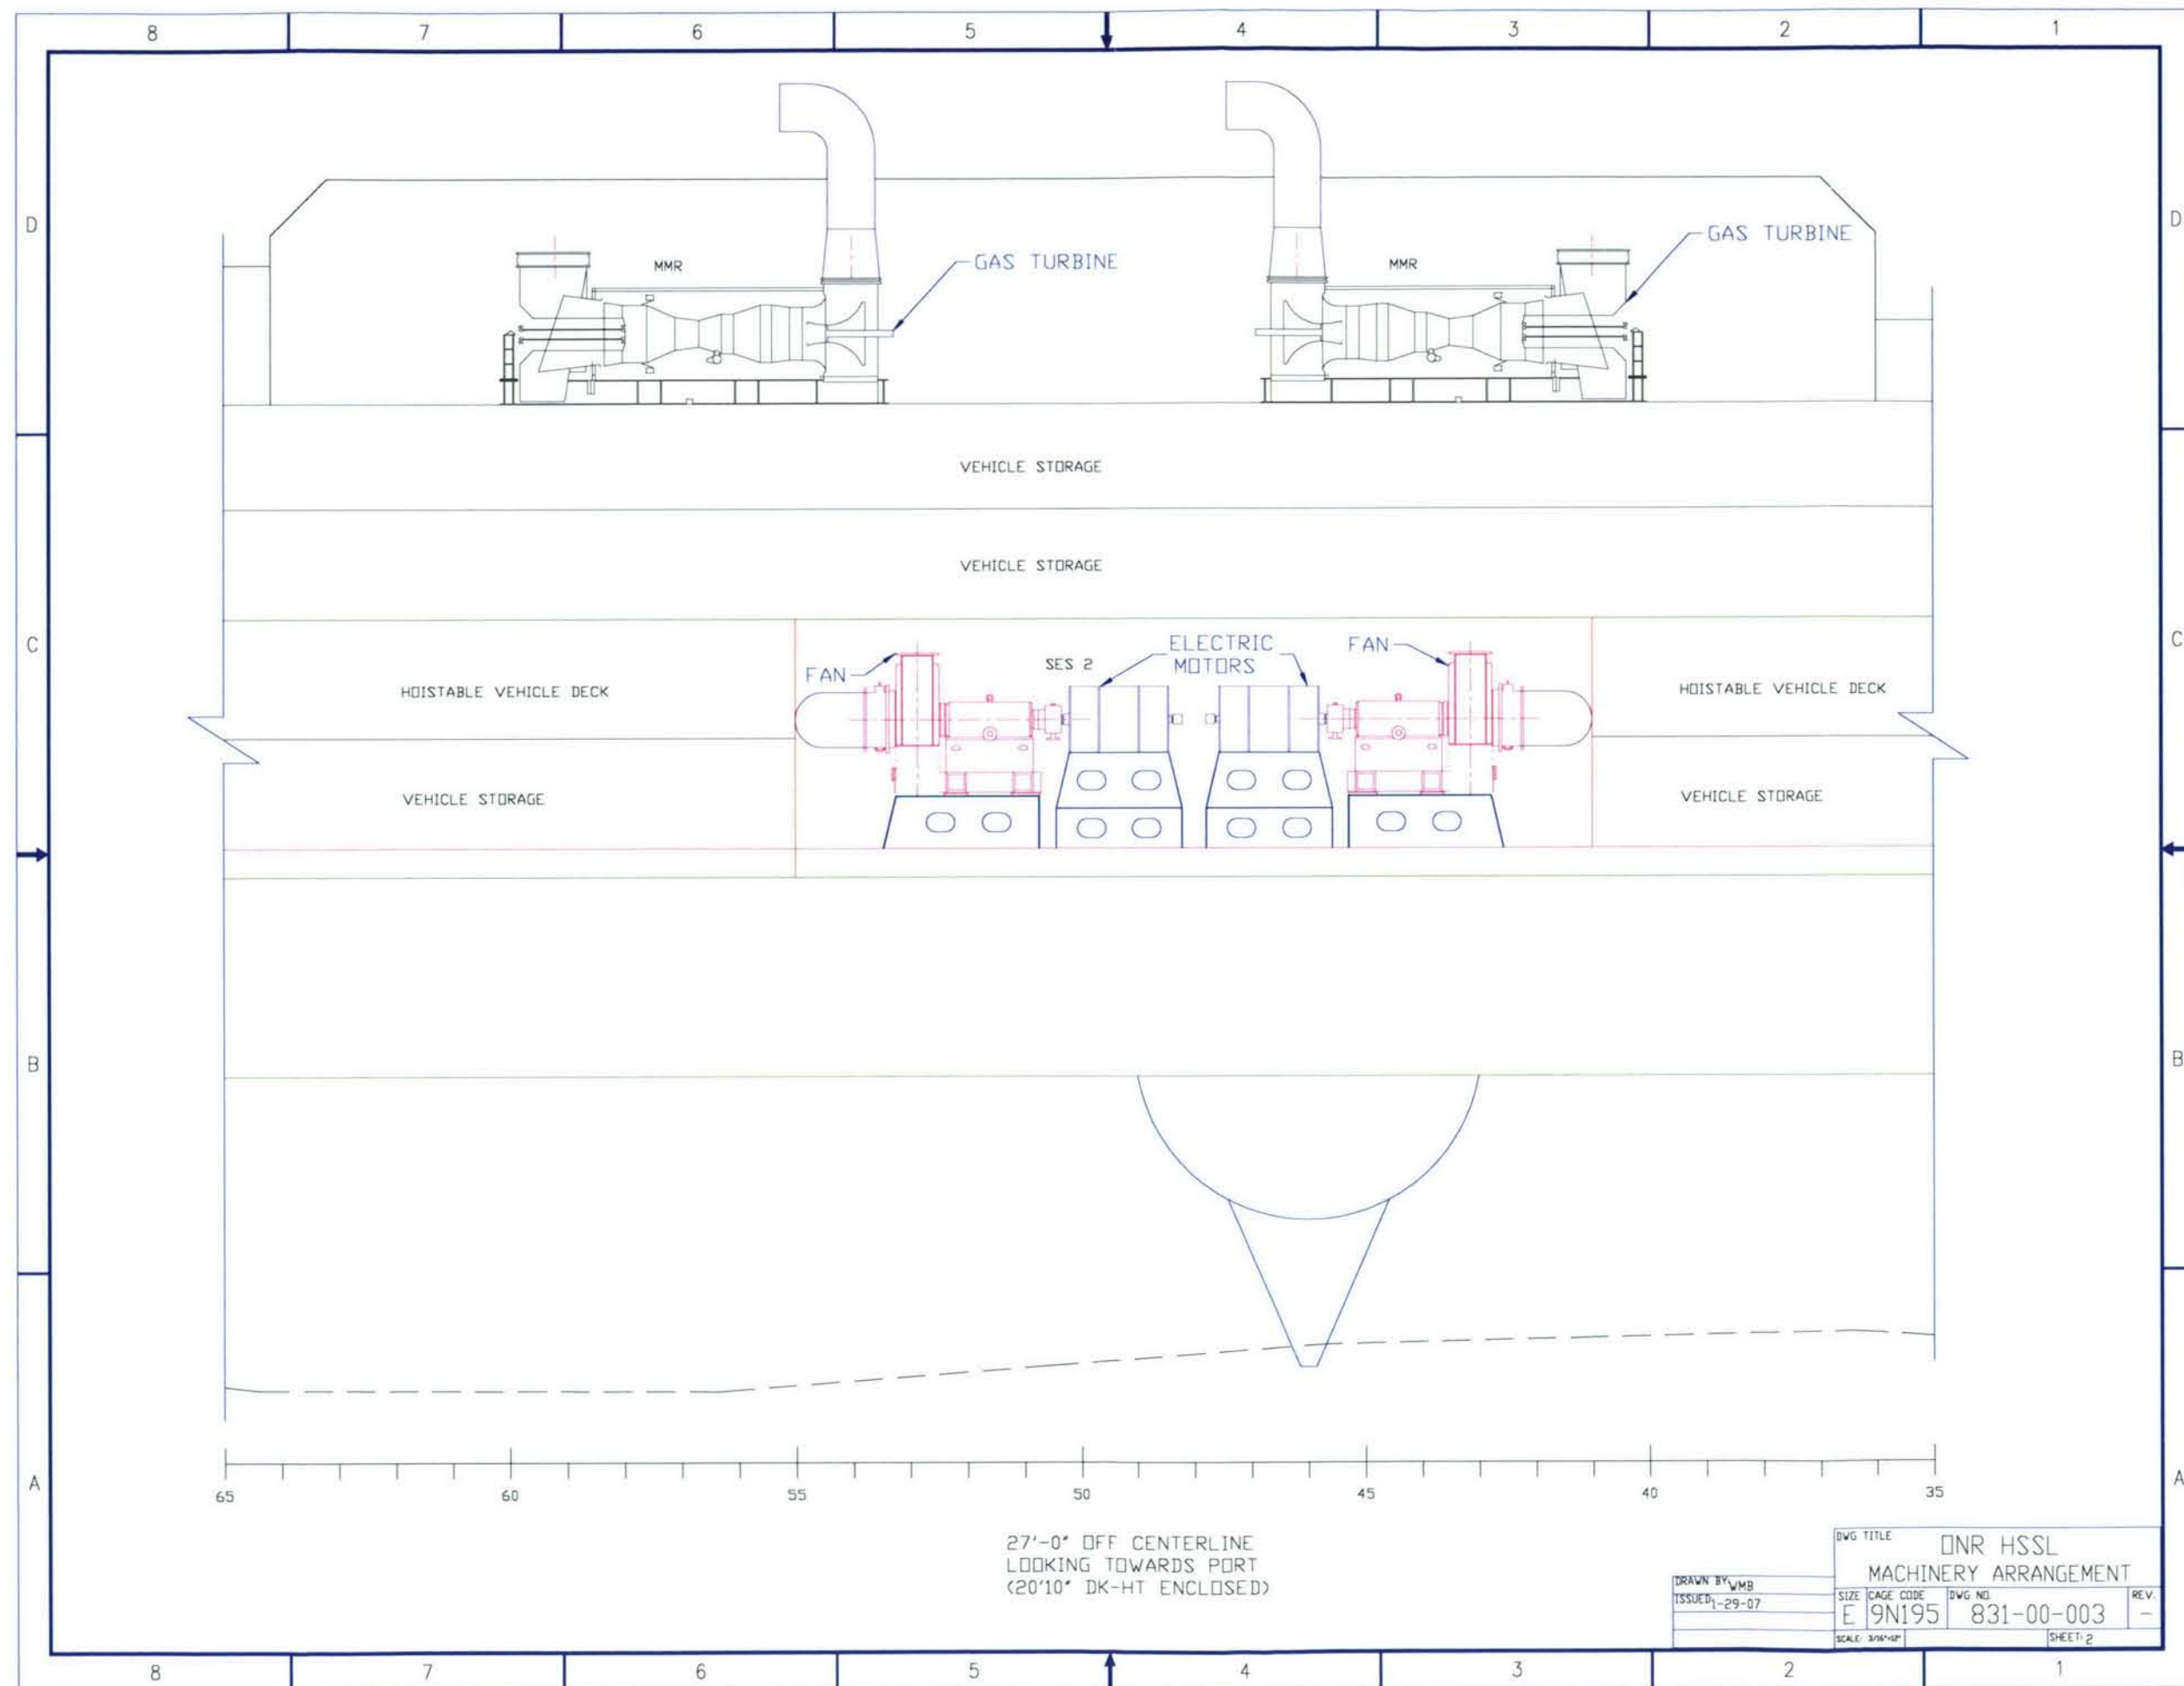 8 7 6 5 4 3 2 1
D
D
GAS TURBINE
GAS TURBINE
MMR
MMR
VEHICLE STORAGE
VEHICLE STORAGE
C
C
ELECTRIC
MOTORS
FAN
FAN
SES 2
HOISTABLE VEHICLE DECK
HOISTABLE VEHICLE DECK
VEHICLE STORAGE
VEHICLE STORAGE
B
B
A
A
65 60 55 50 45 40 35
27'-0" OFF CENTERLINE
LOOKING TOWARDS PORT
(20'10" DK-HT ENCLOSED)
DRAWN BY WMB
ISSUED 1-29-07
DWG TITLE
ONR HSSL
MACHINERY ARRANGEMENT
SIZE CAGE CODE DWG NO. REV.
E 9N195 831-00-003 -
SCALE: 3/16"=12" SHEET: 2
8 7 6 5 4 3 2 1